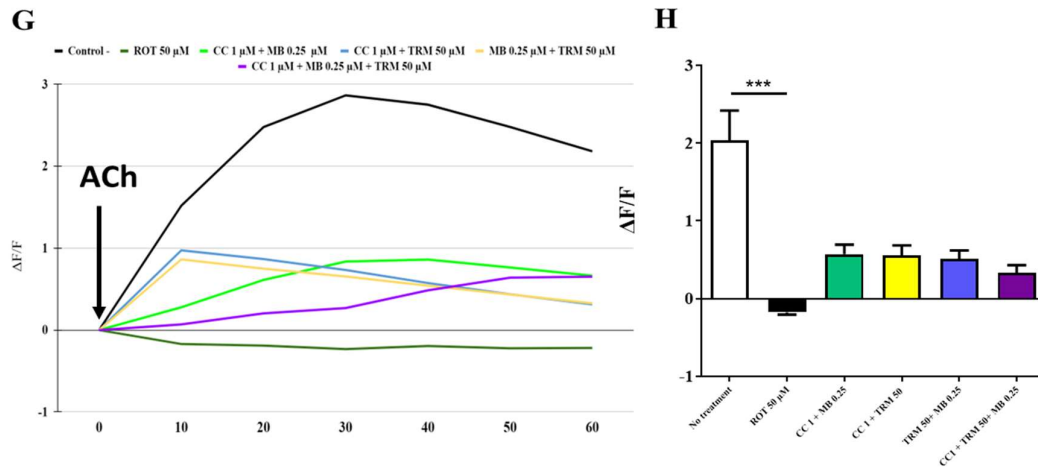 G
Control - ROT 50 µM CC 1 µM + MB 0.25 µM CC 1 µM + TRM 50 µM MB 0.25 µM + TRM 50 µM
CC 1 µM + MB 0.25 µM + TRM 50 µM
3
2
1
0
-1
ΔF/F
ACh
0 10 20 30 40 50 60
H
***
3
2
1
0
-1
ΔF/F
No treatment
ROT 50 µM
CC 1 + MB 0.25
CC 1 + TRM 50
TRM 50+ MB 0.25
CC1 + TRM 50+ MB 0.25